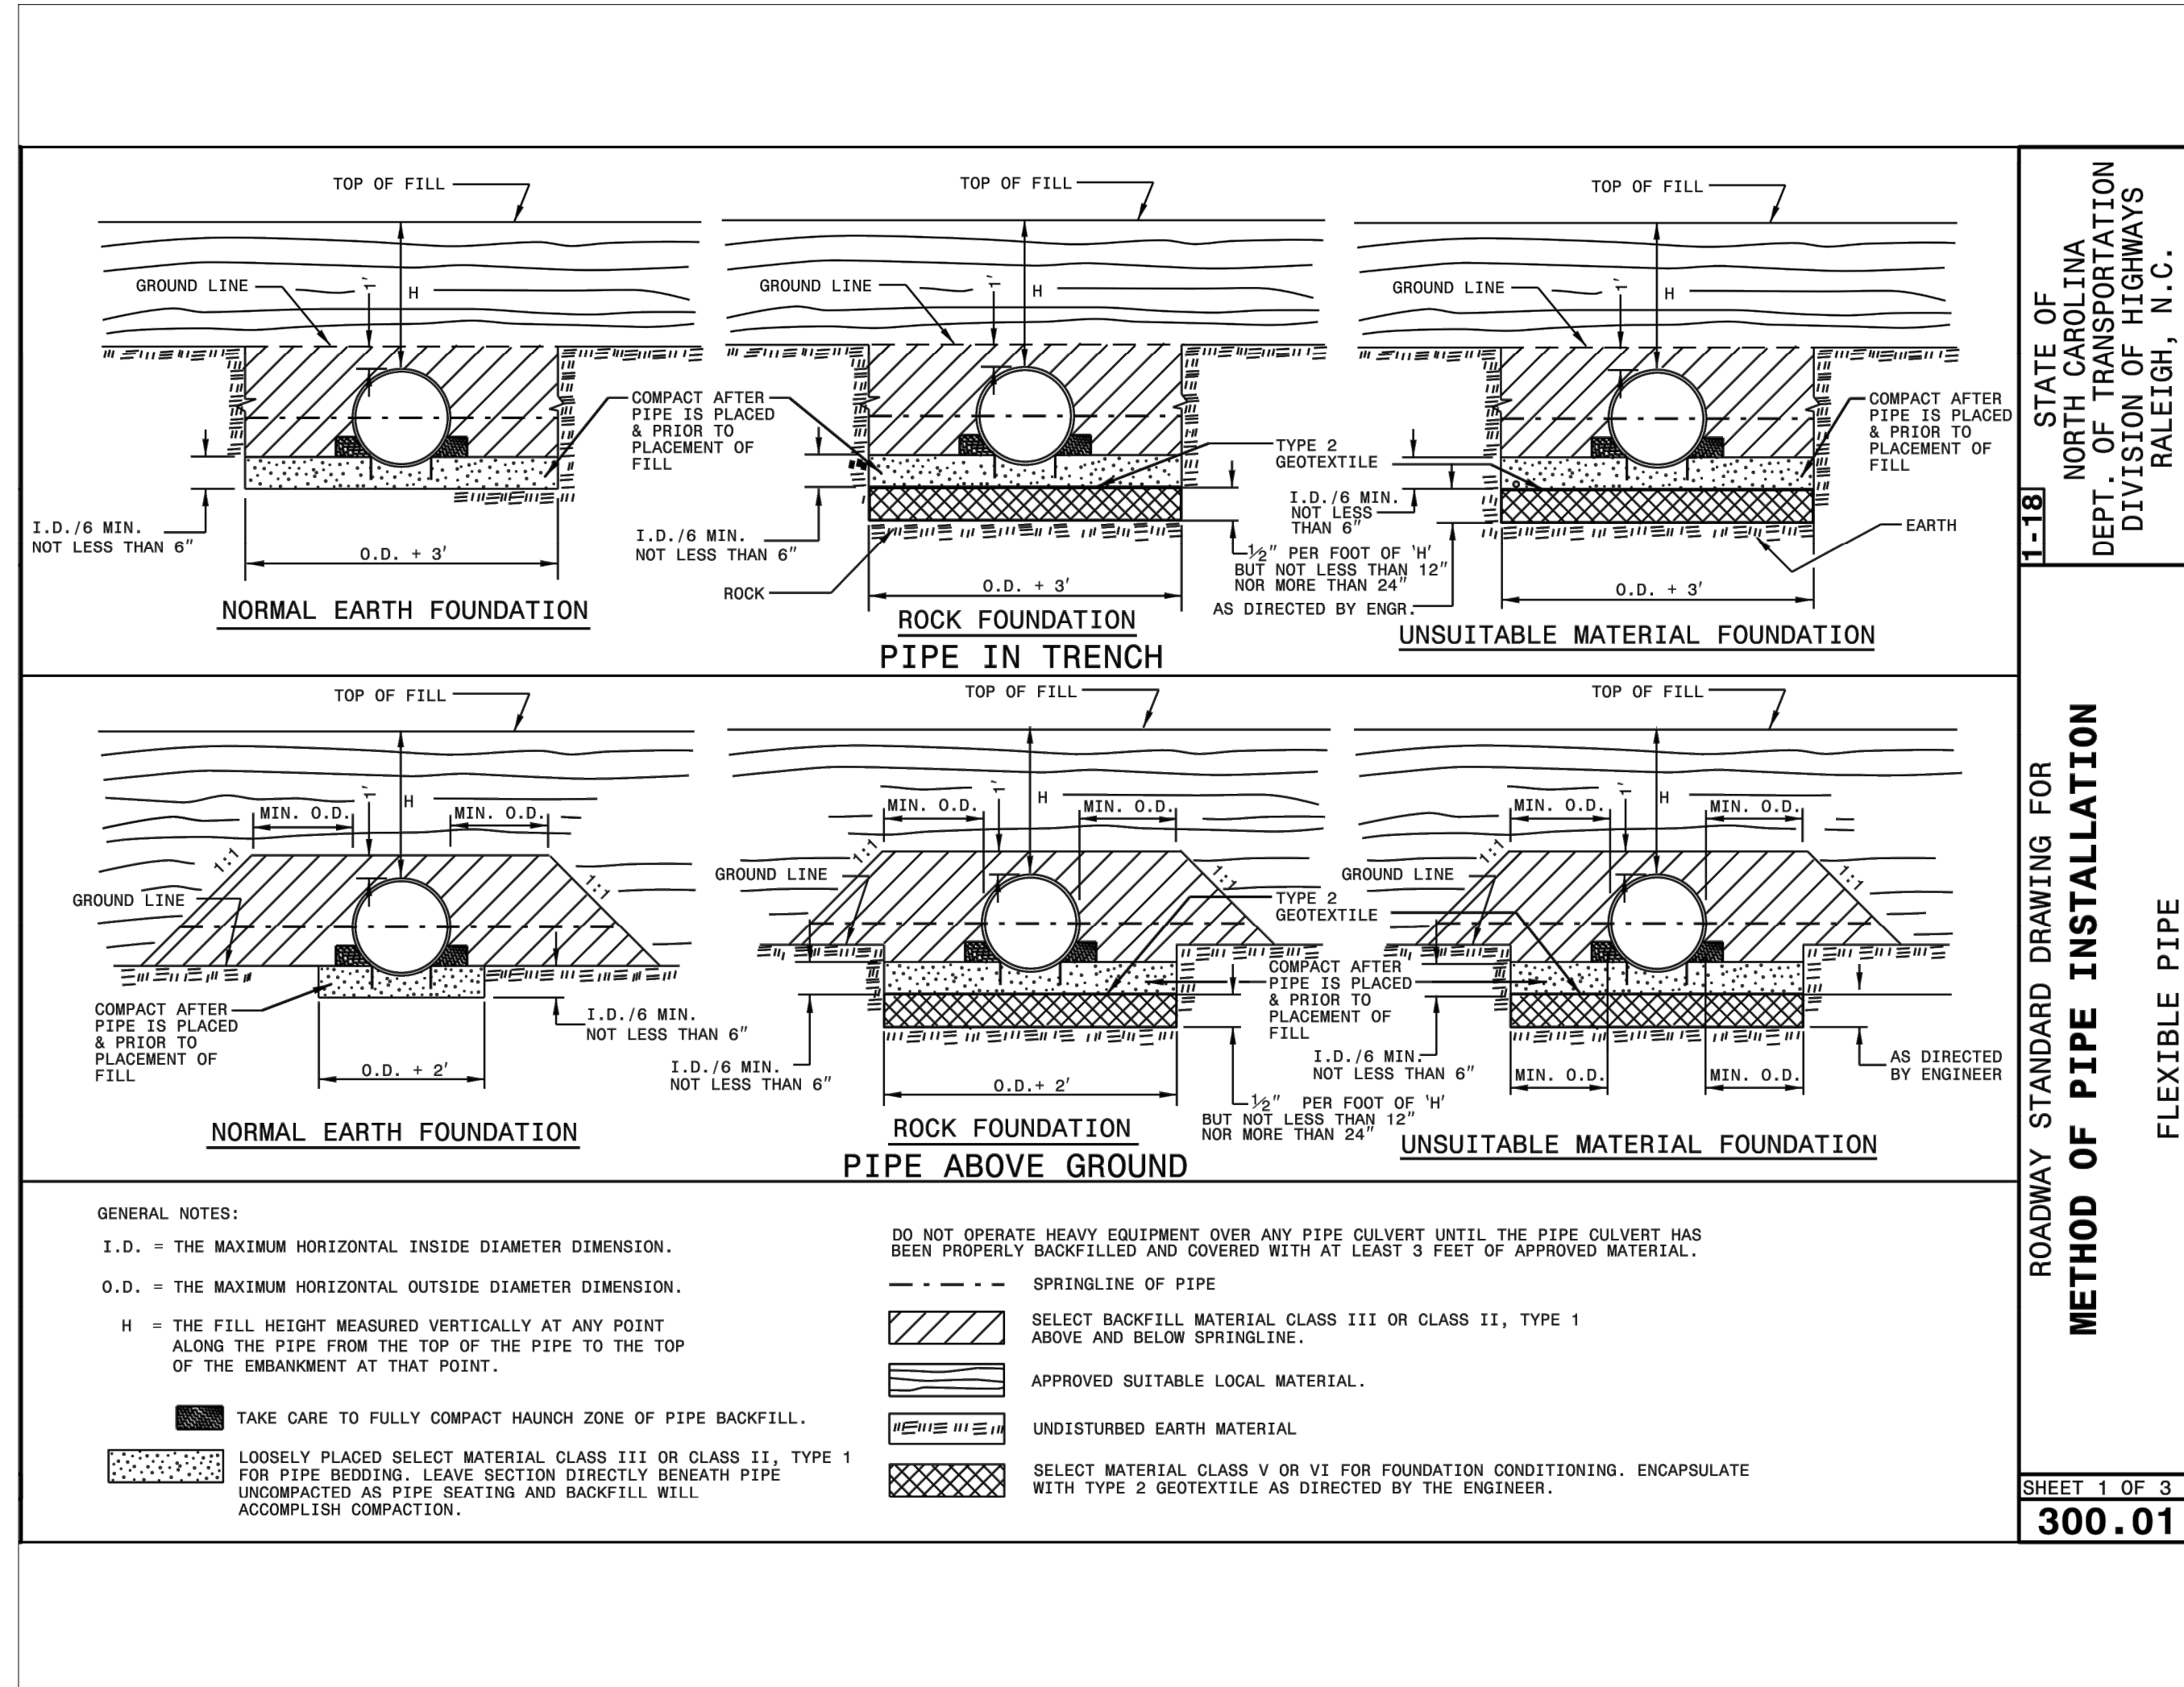 TOP OF FILL
GROUND LINE
1'
H
COMPACT AFTER
PIPE IS PLACED
& PRIOR TO
PLACEMENT OF
FILL
I.D./6 MIN.
NOT LESS THAN 6"
O.D. + 3'
NORMAL EARTH FOUNDATION
TOP OF FILL
GROUND LINE
1'
H
TYPE 2
GEOTEXTILE
I.D./6 MIN.
NOT LESS THAN 6"
ROCK
O.D. + 3'
½" PER FOOT OF 'H'
BUT NOT LESS THAN 12"
NOR MORE THAN 24"
ROCK FOUNDATION
PIPE IN TRENCH
TOP OF FILL
GROUND LINE
1'
H
COMPACT AFTER
PIPE IS PLACED
& PRIOR TO
PLACEMENT OF
FILL
I.D./6 MIN.
NOT LESS
THAN 6"
EARTH
AS DIRECTED BY ENGR.
O.D. + 3'
UNSUITABLE MATERIAL FOUNDATION
TOP OF FILL
1'
H
MIN. O.D.
MIN. O.D.
1:1
1:1
GROUND LINE
COMPACT AFTER
PIPE IS PLACED
& PRIOR TO
PLACEMENT OF
FILL
I.D./6 MIN.
NOT LESS THAN 6"
O.D. + 2'
NORMAL EARTH FOUNDATION
TOP OF FILL
1'
H
MIN. O.D.
MIN. O.D.
1:1
1:1
GROUND LINE
TYPE 2
GEOTEXTILE
COMPACT AFTER
PIPE IS PLACED
& PRIOR TO
PLACEMENT OF
FILL
I.D./6 MIN.
NOT LESS THAN 6"
O.D.+ 2'
½" PER FOOT OF 'H'
BUT NOT LESS THAN 12"
NOR MORE THAN 24"
ROCK FOUNDATION
PIPE ABOVE GROUND
TOP OF FILL
1'
H
MIN. O.D.
MIN. O.D.
1:1
1:1
GROUND LINE
I.D./6 MIN.
NOT LESS THAN 6"
MIN. O.D.
MIN. O.D.
AS DIRECTED
BY ENGINEER
UNSUITABLE MATERIAL FOUNDATION
GENERAL NOTES:
I.D. = THE MAXIMUM HORIZONTAL INSIDE DIAMETER DIMENSION.
O.D. = THE MAXIMUM HORIZONTAL OUTSIDE DIAMETER DIMENSION.
H = THE FILL HEIGHT MEASURED VERTICALLY AT ANY POINT
ALONG THE PIPE FROM THE TOP OF THE PIPE TO THE TOP
OF THE EMBANKMENT AT THAT POINT.
TAKE CARE TO FULLY COMPACT HAUNCH ZONE OF PIPE BACKFILL.
LOOSELY PLACED SELECT MATERIAL CLASS III OR CLASS II, TYPE 1
FOR PIPE BEDDING. LEAVE SECTION DIRECTLY BENEATH PIPE
UNCOMPACTED AS PIPE SEATING AND BACKFILL WILL
ACCOMPLISH COMPACTION.
DO NOT OPERATE HEAVY EQUIPMENT OVER ANY PIPE CULVERT UNTIL THE PIPE CULVERT HAS
BEEN PROPERLY BACKFILLED AND COVERED WITH AT LEAST 3 FEET OF APPROVED MATERIAL.
SPRINGLINE OF PIPE
SELECT BACKFILL MATERIAL CLASS III OR CLASS II, TYPE 1
ABOVE AND BELOW SPRINGLINE.
APPROVED SUITABLE LOCAL MATERIAL.
UNDISTURBED EARTH MATERIAL
SELECT MATERIAL CLASS V OR VI FOR FOUNDATION CONDITIONING. ENCAPSULATE
WITH TYPE 2 GEOTEXTILE AS DIRECTED BY THE ENGINEER.
1-18
STATE OF
NORTH CAROLINA
DEPT. OF TRANSPORTATION
DIVISION OF HIGHWAYS
RALEIGH, N.C.
ROADWAY STANDARD DRAWING FOR
METHOD OF PIPE INSTALLATION
FLEXIBLE PIPE
SHEET 1 OF 3
300.01